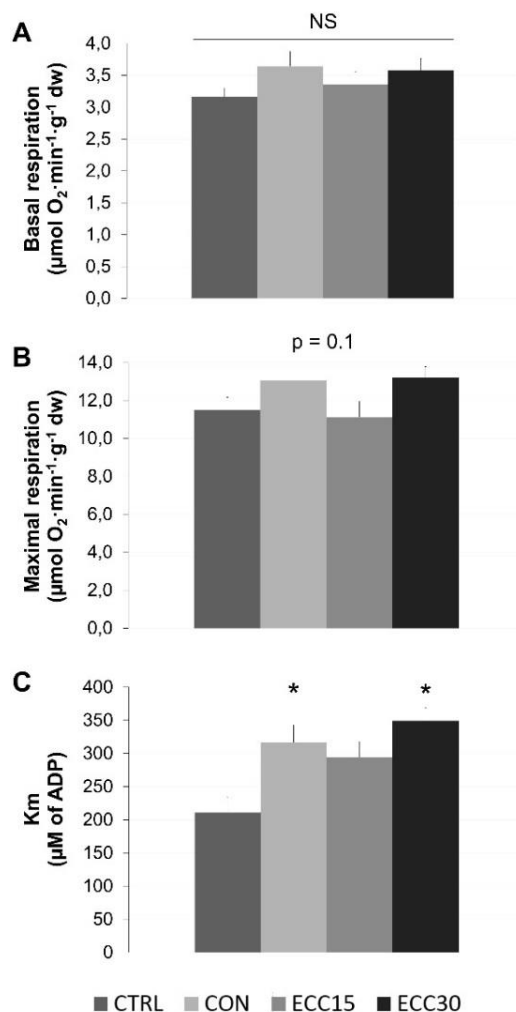 A
NS
Basal respiration
(µmol O₂·min⁻¹·g⁻¹ dw)
4,0
3,5
3,0
2,5
2,0
1,5
1,0
0,5
0,0
B
p = 0.1
Maximal respiration
(µmol O₂·min⁻¹·g⁻¹ dw)
14,0
12,0
10,0
8,0
6,0
4,0
2,0
0,0
C
* *
Km
(µM of ADP)
400
350
300
250
200
150
100
50
0
CTRL CON ECC15 ECC30